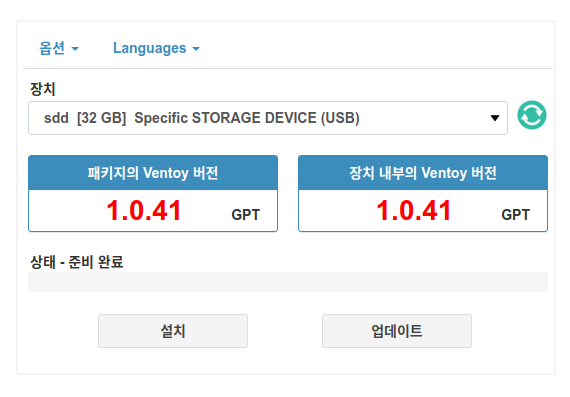 옵션 Languages
장치
sdd [32 GB] Specific STORAGE DEVICE (USB)
패키지의 Ventoy 버전 장치 내부의 Ventoy 버전
1.0.41 GPT 1.0.41 GPT
상태 - 준비 완료
설치 업데이트